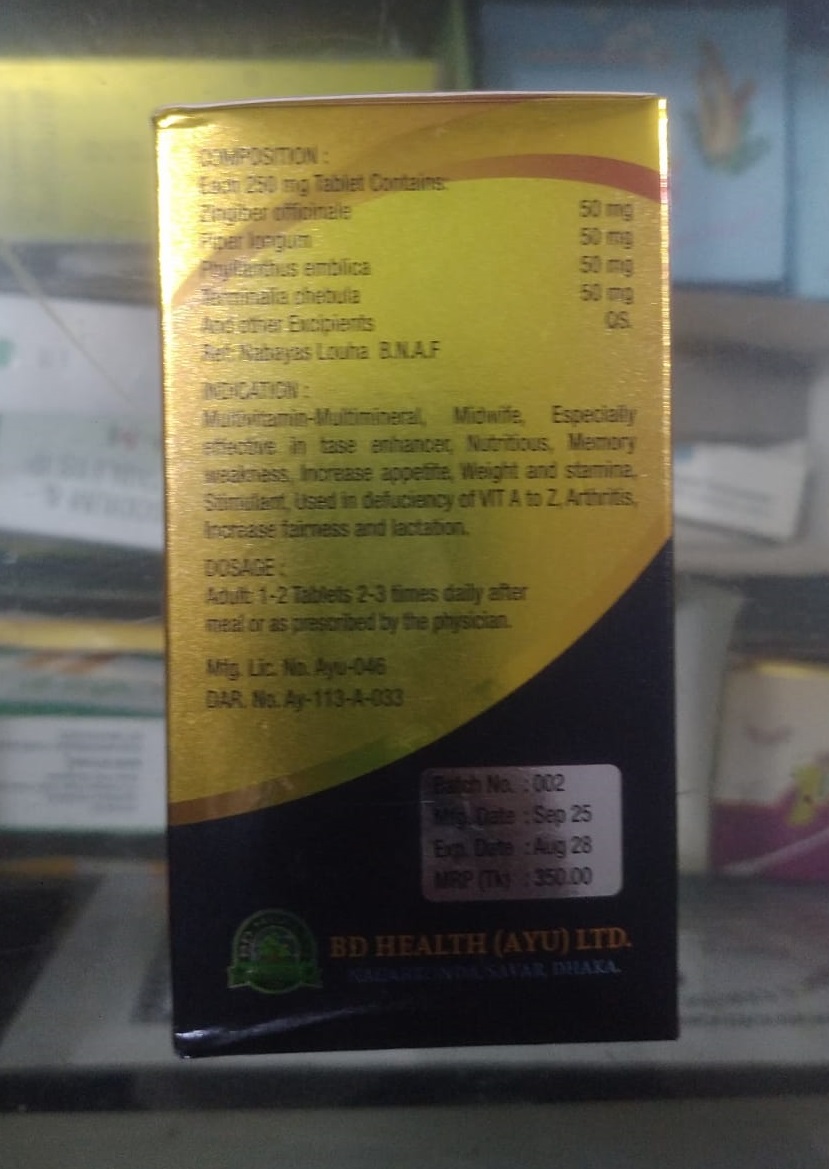 COMPOSITION :
Each 250 mg Tablet Contains:
Zingiber officinale 50 mg
Piper longum 50 mg
Phyllanthus emblica 50 mg
Terminalia chebula 50 mg
And other Excipients QS.
Ref: Nabayas Louha B.N.A.F
INDICATION :
Multivitamin-Multimineral, Midwife, Especially
effective in tase enhancer, Nutritious, Memory
weakness, Increase appetite, Weight and stamina,
Stimulant, Used in defuciency of VIT A to Z, Arthritis,
Increase fairness and lactation.
DOSAGE :
Adult: 1-2 Tablets 2-3 times daily after
meal or as prescribed by the physician.
Mfg. Lic. No. Ayu-046
DAR. No. Ay-113-A-033
Batch No. : 002
Mfg. Date : Sep 25
Exp. Date : Aug 28
MRP (Tk) : 350.00
BD HEALTH (AYU) LTD.
SAVAR, DHAKA.